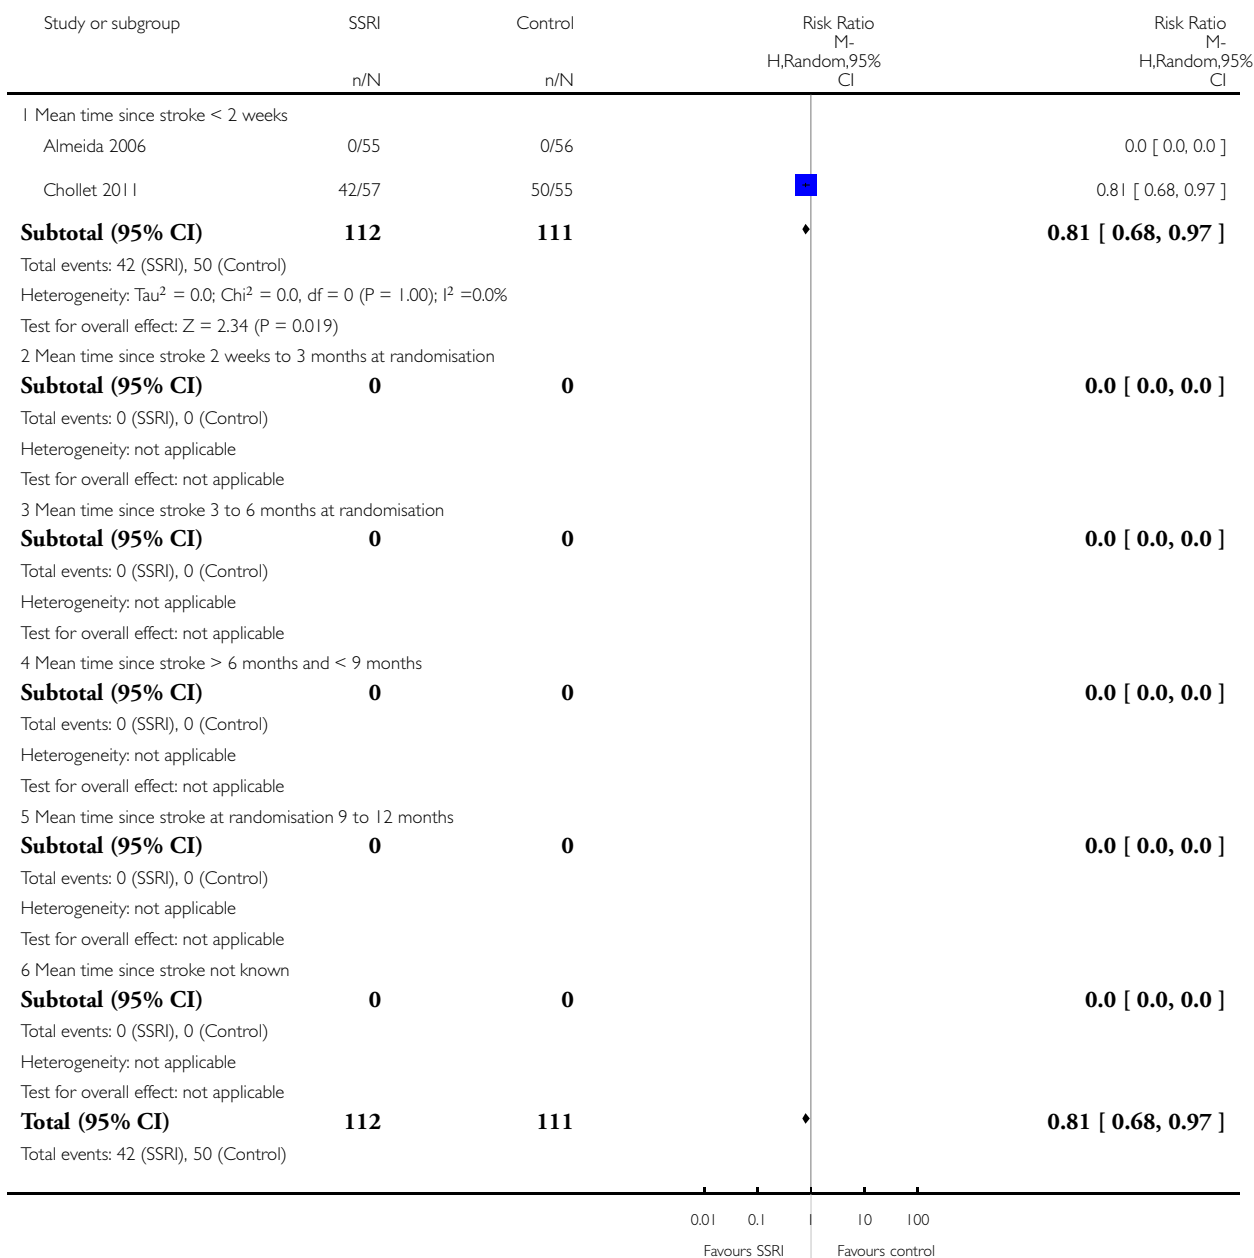 Study or subgroup SSRI Control Risk Ratio Risk Ratio
M- M-
H,Random,95% H,Random,95%
n/N n/N CI CI
1 Mean time since stroke < 2 weeks
Almeida 2006 0/55 0/56 0.0 [ 0.0, 0.0 ]
Chollet 2011 42/57 50/55 0.81 [ 0.68, 0.97 ]
Subtotal (95% CI) 112 111 0.81 [ 0.68, 0.97 ]
Total events: 42 (SSRI), 50 (Control)
Heterogeneity: Tau² = 0.0; Chi² = 0.0, df = 0 (P = 1.00); I² =0.0%
Test for overall effect: Z = 2.34 (P = 0.019)
2 Mean time since stroke 2 weeks to 3 months at randomisation
Subtotal (95% CI) 0 0 0.0 [ 0.0, 0.0 ]
Total events: 0 (SSRI), 0 (Control)
Heterogeneity: not applicable
Test for overall effect: not applicable
3 Mean time since stroke 3 to 6 months at randomisation
Subtotal (95% CI) 0 0 0.0 [ 0.0, 0.0 ]
Total events: 0 (SSRI), 0 (Control)
Heterogeneity: not applicable
Test for overall effect: not applicable
4 Mean time since stroke > 6 months and < 9 months
Subtotal (95% CI) 0 0 0.0 [ 0.0, 0.0 ]
Total events: 0 (SSRI), 0 (Control)
Heterogeneity: not applicable
Test for overall effect: not applicable
5 Mean time since stroke at randomisation 9 to 12 months
Subtotal (95% CI) 0 0 0.0 [ 0.0, 0.0 ]
Total events: 0 (SSRI), 0 (Control)
Heterogeneity: not applicable
Test for overall effect: not applicable
6 Mean time since stroke not known
Subtotal (95% CI) 0 0 0.0 [ 0.0, 0.0 ]
Total events: 0 (SSRI), 0 (Control)
Heterogeneity: not applicable
Test for overall effect: not applicable
Total (95% CI) 112 111 0.81 [ 0.68, 0.97 ]
Total events: 42 (SSRI), 50 (Control)
0.01 0.1 1 10 100
Favours SSRI Favours control